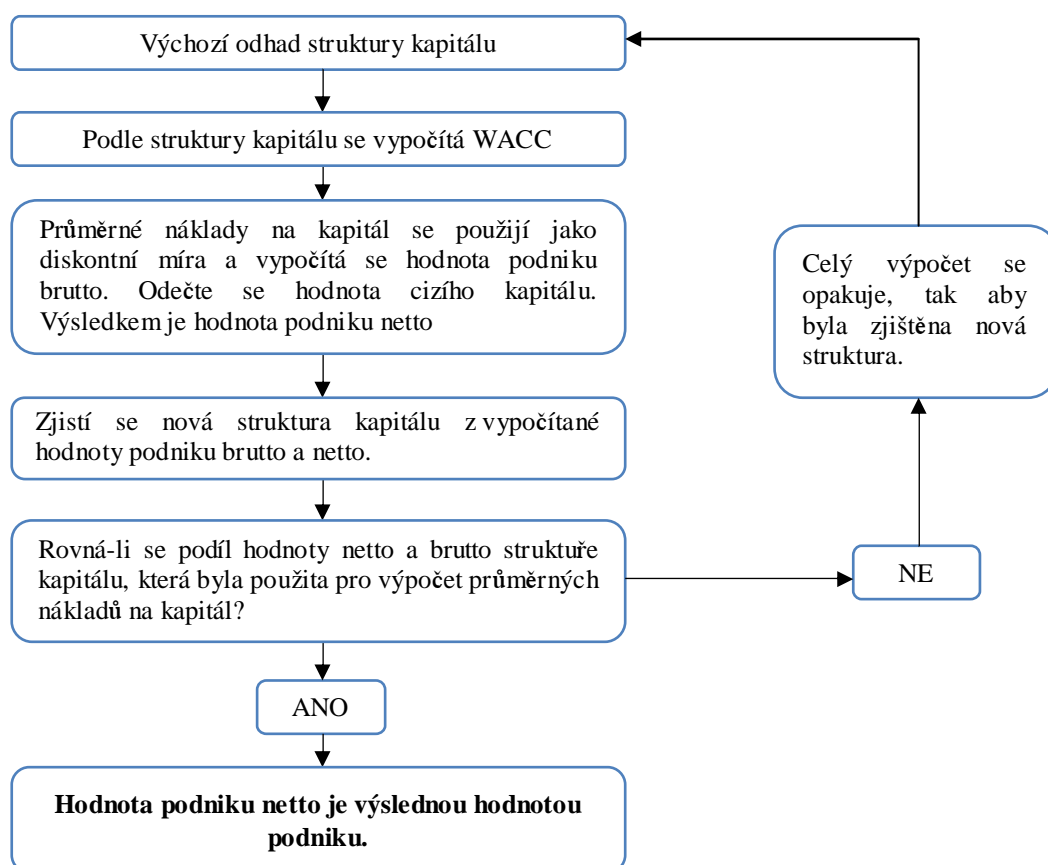 Výchozí odhad struktury kapitálu
Podle struktury kapitálu se vypočítá WACC
Průměrné náklady na kapitál se použijí jako
diskontní míra a vypočítá se hodnota podniku
brutto. Odečte se hodnota cizího kapitálu.
Výsledkem je hodnota podniku netto
Zjistí se nová struktura kapitálu z vypočítané
hodnoty podniku brutto a netto.
Rovná-li se podíl hodnoty netto a brutto struktuře
kapitálu, která byla použita pro výpočet průměrných
nákladů na kapitál?
NE
Celý výpočet se
opakuje, tak aby
byla zjištěna nová
struktura.
ANO
Hodnota podniku netto je výslednou hodnotou
podniku.